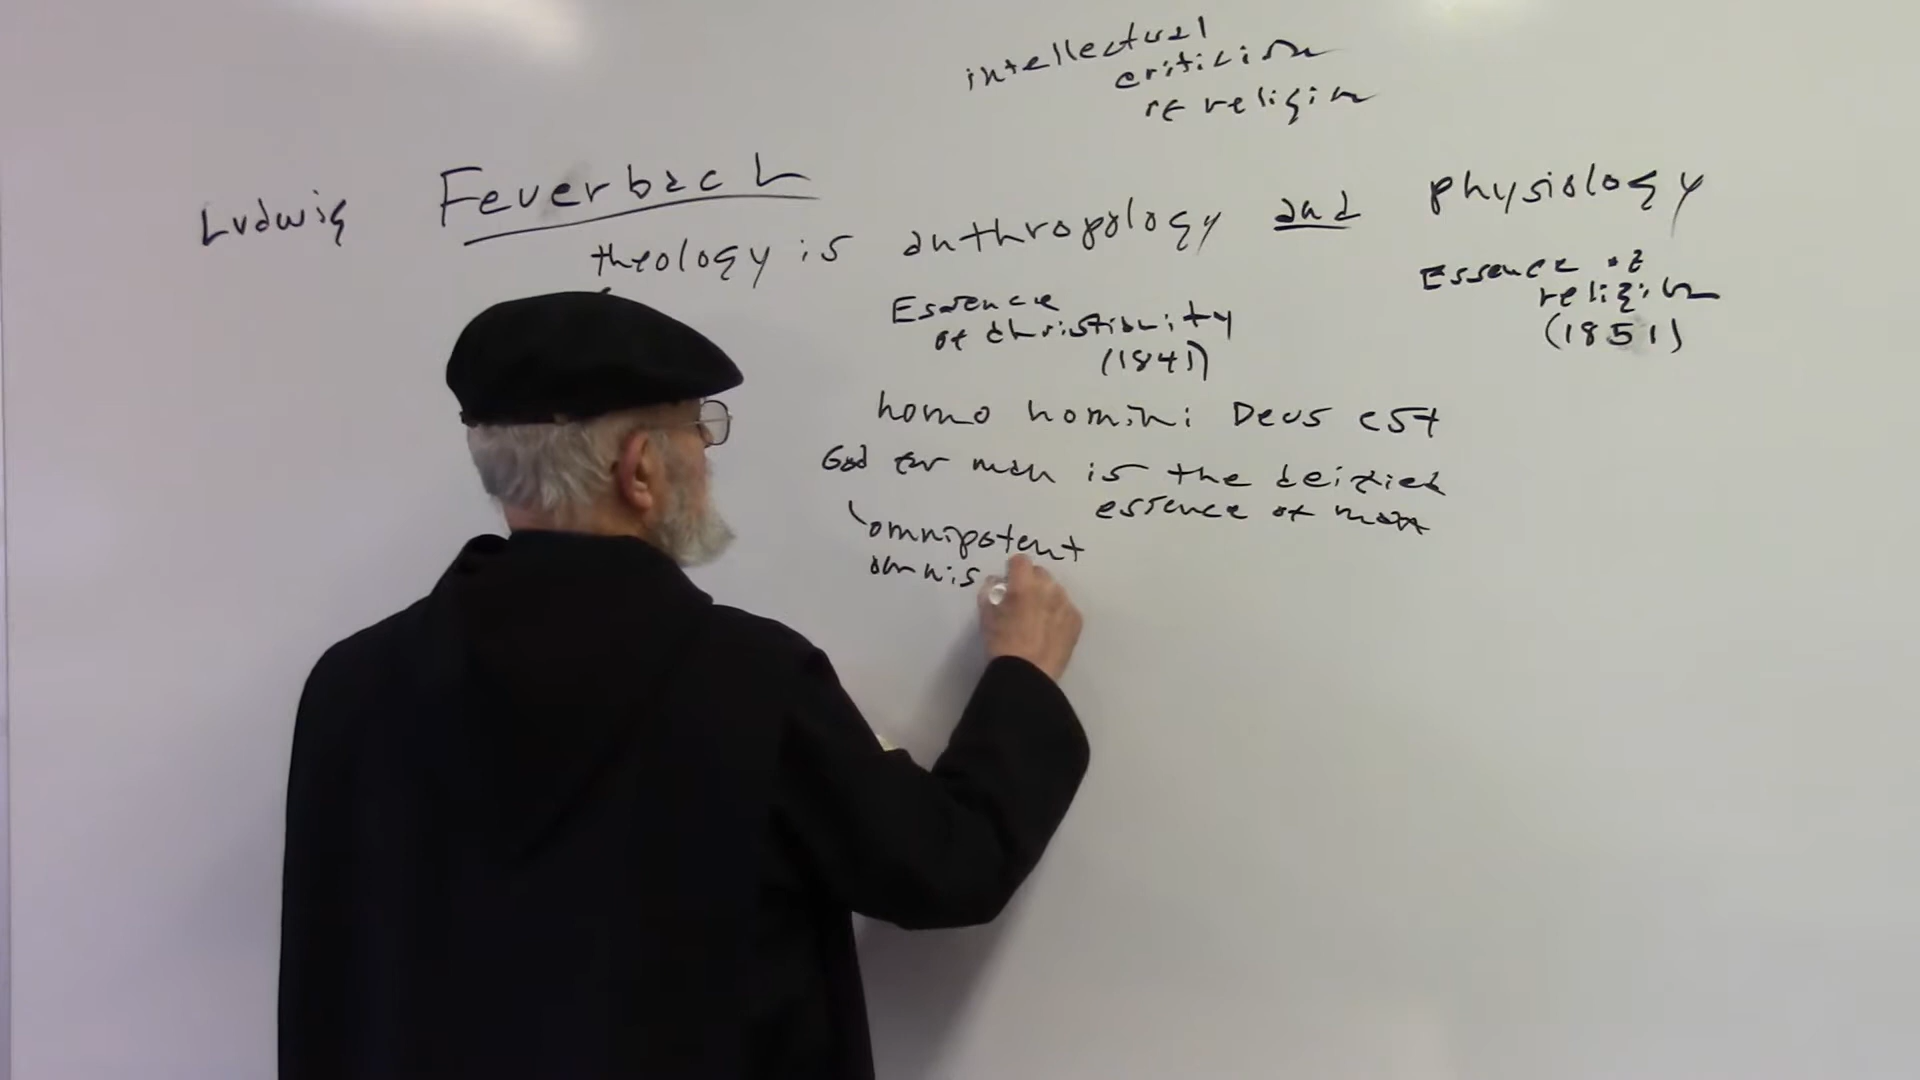 intellectual
criticism
of religion
Ludwig Feuerbach
theology is anthropology and physiology
Essence
of Christianity
(1841)
Essence of
religion
(1851)
homo homini Deus est
God for man is the deified
essence of man
omnipotent
omnis